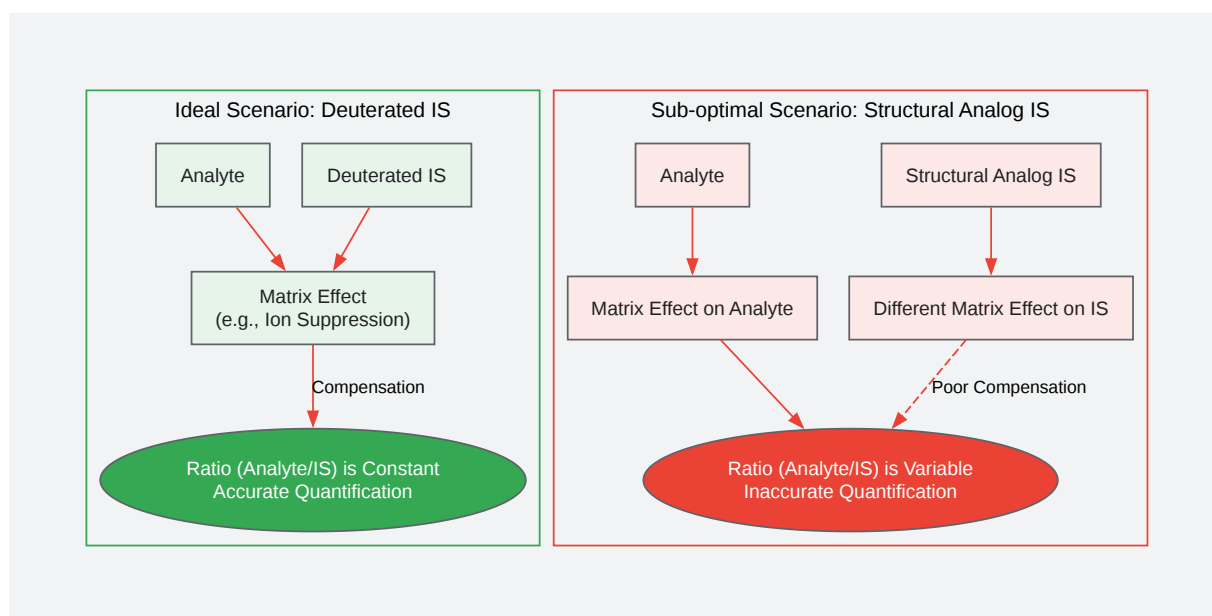 Ideal Scenario: Deuterated IS
Analyte
Deuterated IS
Matrix Effect
(e.g., Ion Suppression)
Compensation
Ratio (Analyte/IS) is Constant
Accurate Quantification
Sub-optimal Scenario: Structural Analog IS
Analyte
Structural Analog IS
Matrix Effect on Analyte
Different Matrix Effect on IS
Poor Compensation
Ratio (Analyte/IS) is Variable
Inaccurate Quantification